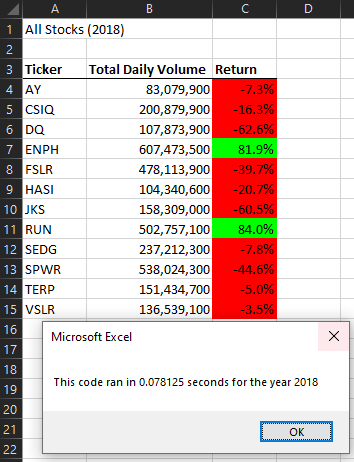 A B C D E
1 All Stocks (2018)
2
3 Ticker Total Daily Volume Return
4 AY 83,079,900 -7.3%
5 CSIQ 200,879,900 -16.3%
6 DQ 107,873,900 -62.6%
7 ENPH 607,473,500 81.9%
8 FSLR 478,113,900 -39.7%
9 HASI 104,340,600 -20.7%
10 JKS 158,309,000 -60.5%
11 RUN 502,757,100 84.0%
12 SEDG 237,212,300 -7.8%
13 SPWR 538,024,300 -44.6%
14 TERP 151,434,700 -5.0%
15 VSLR 136,539,100 -3.5%
16
17 Microsoft Excel
18
19 This code ran in 0.078125 seconds for the year 2018
20
21 OK
22